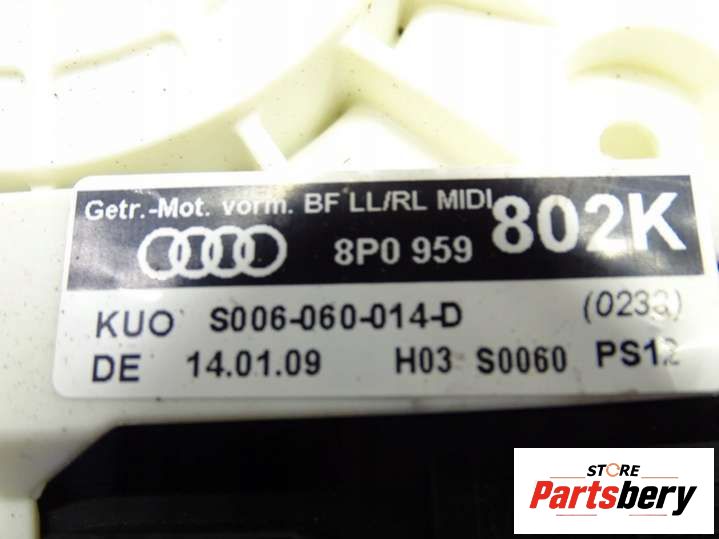 Getr.-Mot. vorm. BF LL/RL MIDI
8P0 959 802K
KUO S006-060-014-D (0233)
DE 14.01.09 H03 S0060 PS12
STORE
Partsbery